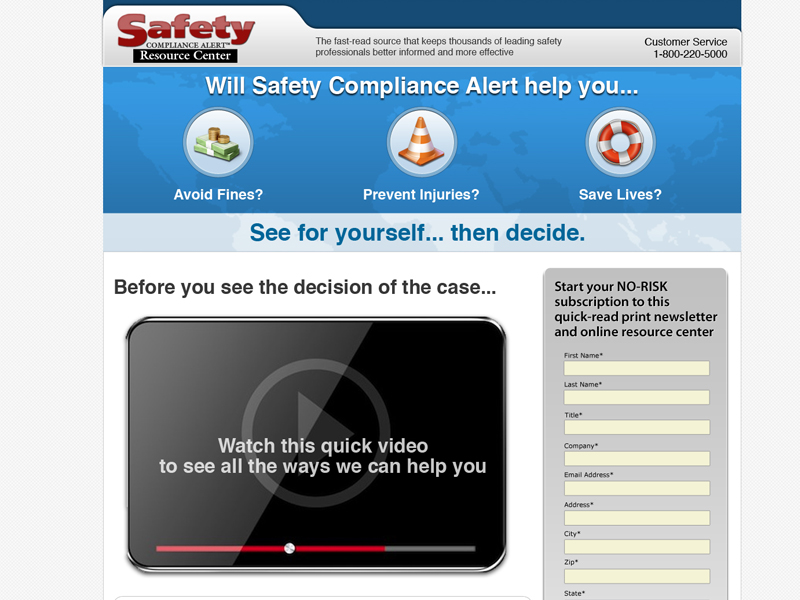 Safety
COMPLIANCE ALERT™
Resource Center
The fast-read source that keeps thousands of leading safety
professionals better informed and more effective
Customer Service
1-800-220-5000
Will Safety Compliance Alert help you...
Avoid Fines?
Prevent Injuries?
Save Lives?
See for yourself... then decide.
Before you see the decision of the case...
Watch this quick video
to see all the ways we can help you
Start your NO-RISK
subscription to this
quick-read print newsletter
and online resource center
First Name*
Last Name*
Title*
Company*
Email Address*
Address*
City*
Zip*
State*